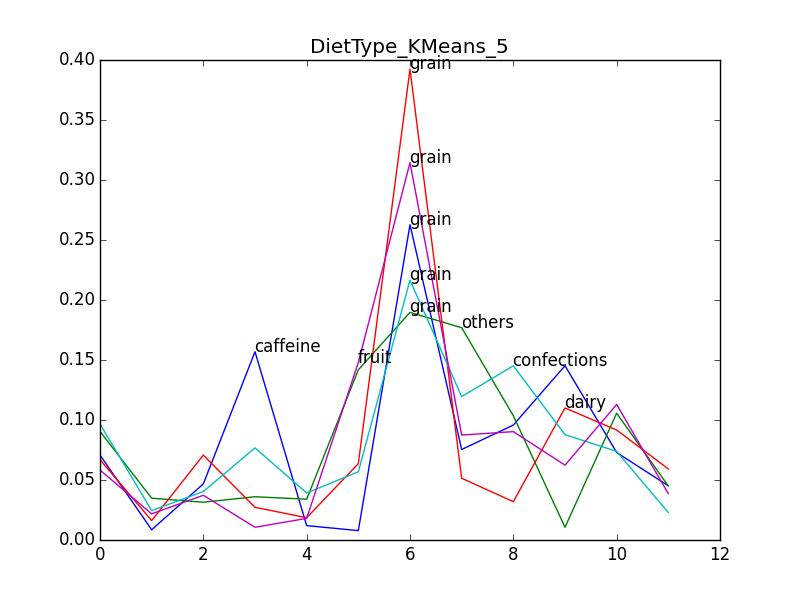 DietType_KMeans_5
0.40
grain
0.35
grain
0.30
0.25
grain
0.20
grain
grain
others
0.15
caffeine
fruit
confections
0.10
dairy
0.05
0.00
0 2 4 6 8 10 12